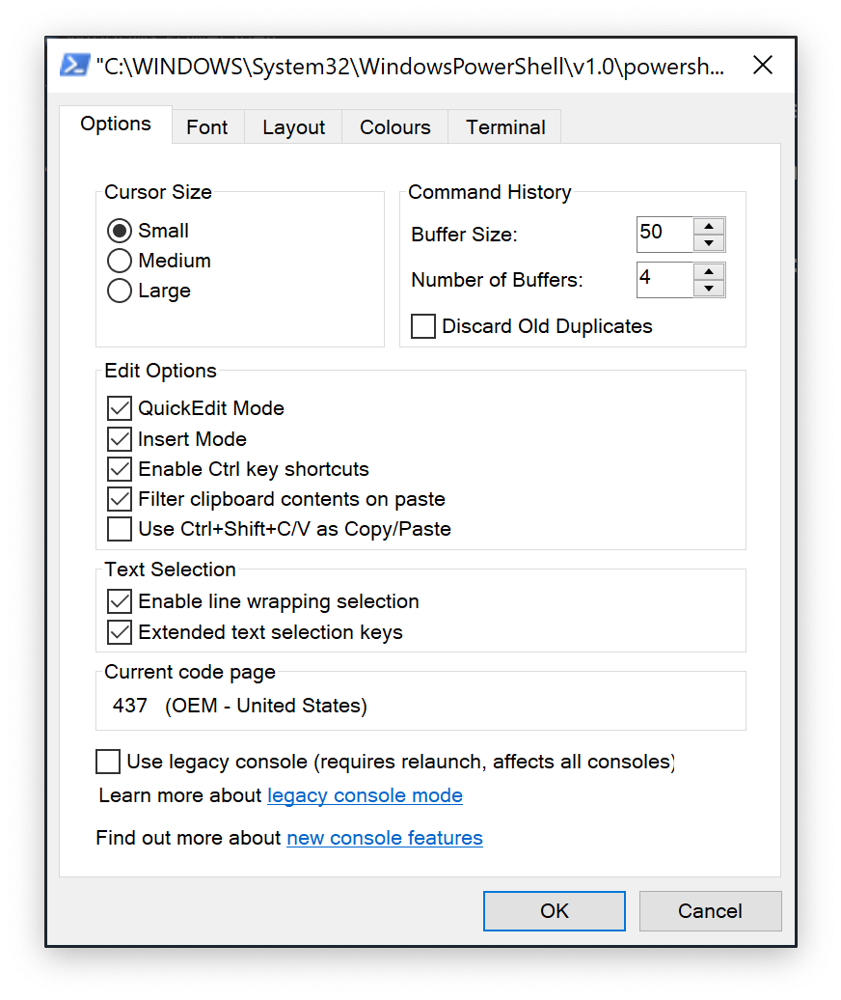 "C:\WINDOWS\System32\WindowsPowerShell\v1.0\powersh...
Options Font Layout Colours Terminal
Cursor Size
Small
Medium
Large
Command History
Buffer Size: 50
Number of Buffers: 4
Discard Old Duplicates
Edit Options
QuickEdit Mode
Insert Mode
Enable Ctrl key shortcuts
Filter clipboard contents on paste
Use Ctrl+Shift+C/V as Copy/Paste
Text Selection
Enable line wrapping selection
Extended text selection keys
Current code page
437 (OEM - United States)
Use legacy console (requires relaunch, affects all consoles)
Learn more about legacy console mode
Find out more about new console features
OK Cancel